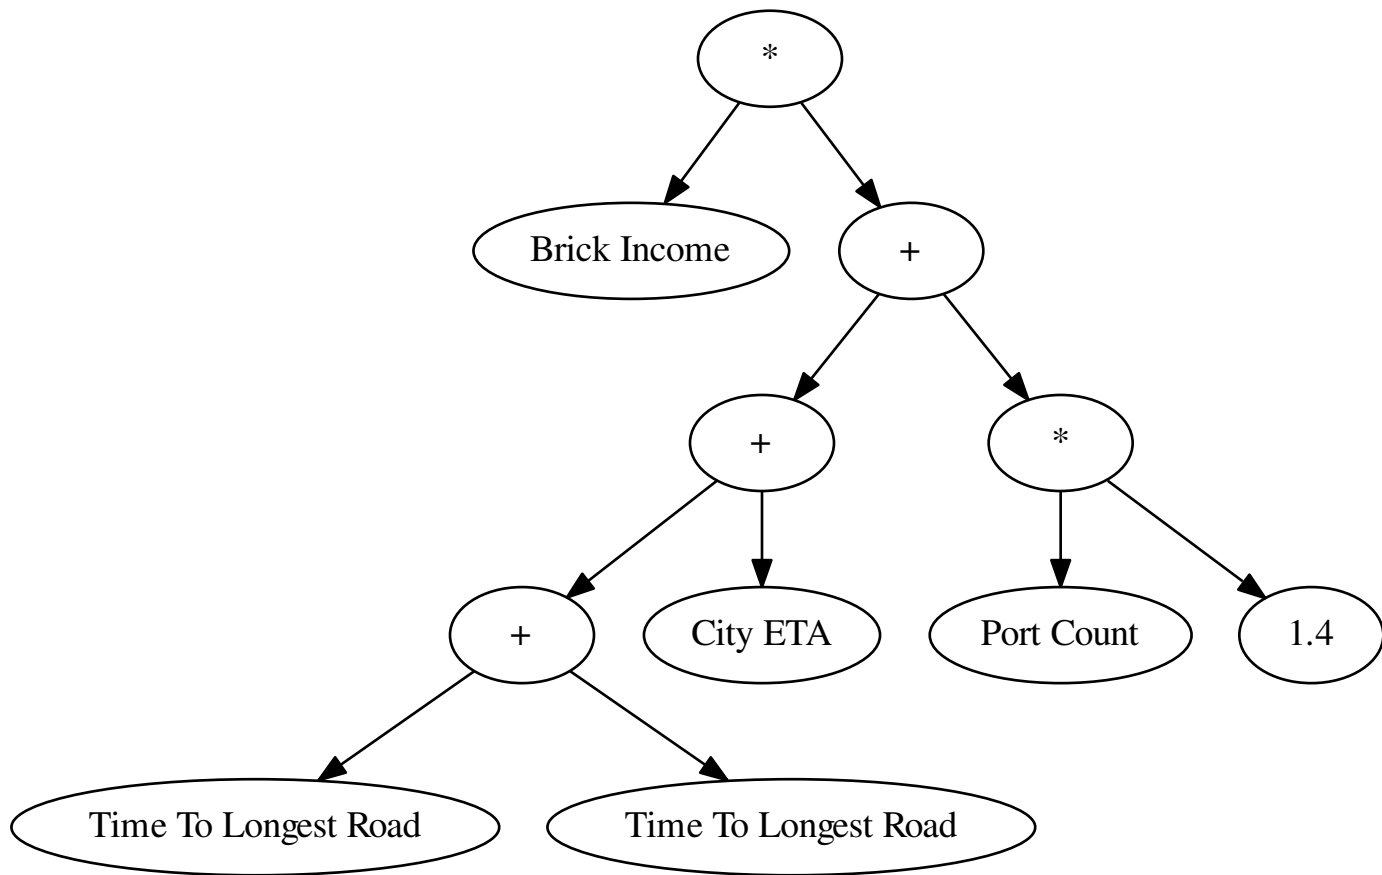 *
Brick Income
+
+
*
+
City ETA
Port Count
1.4
Time To Longest Road
Time To Longest Road